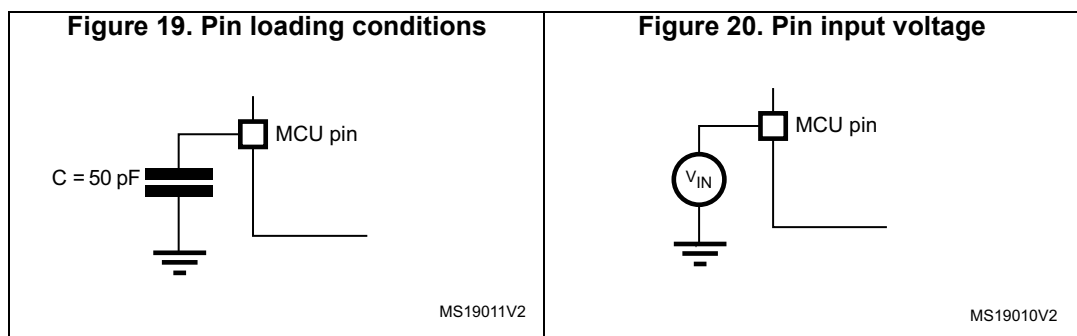 Figure 19. Pin loading conditions
MCU pin
C = 50 pF
MS19011V2
Figure 20. Pin input voltage
MCU pin
VIN
MS19010V2